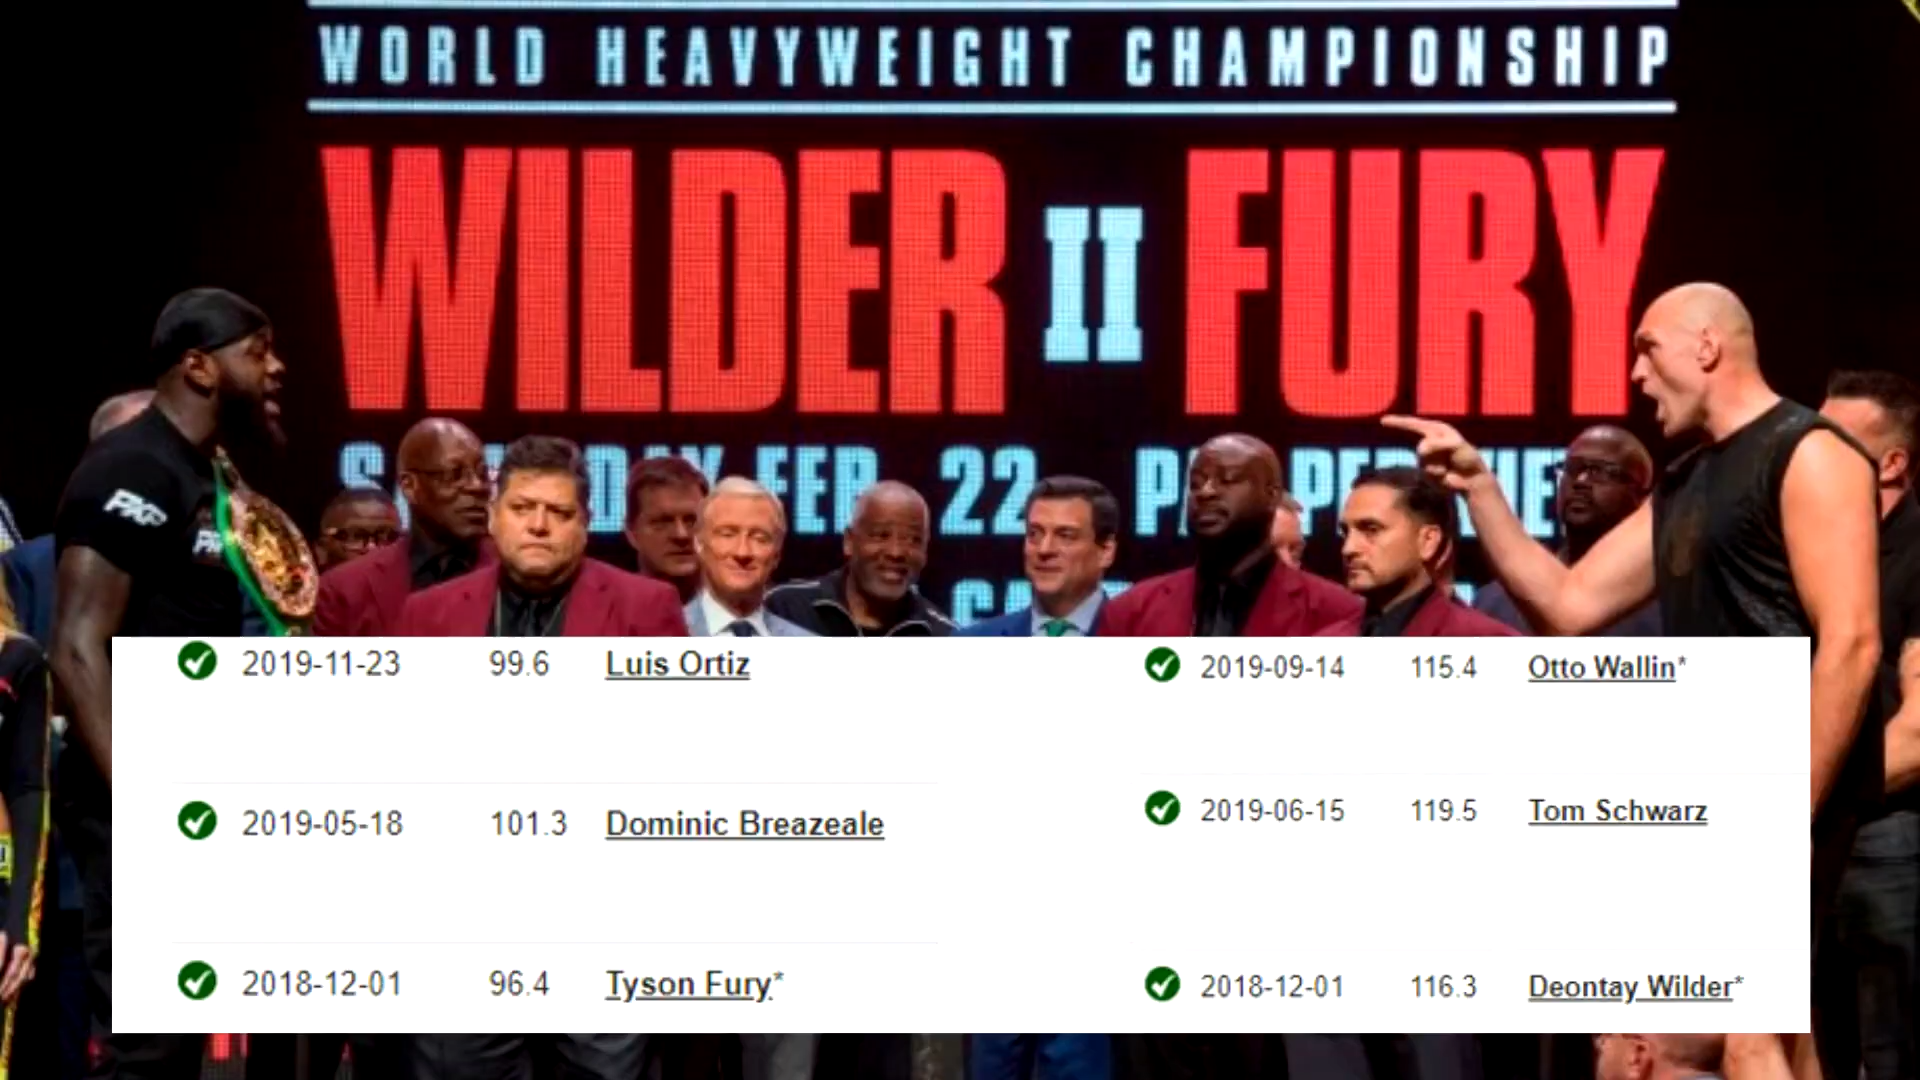 WORLD HEAVYWEIGHT CHAMPIONSHIP
WILDER II FURY
22
2019-11-23 99.6 Luis Ortiz
2019-05-18 101.3 Dominic Breazeale
2018-12-01 96.4 Tyson Fury*
2019-09-14 115.4 Otto Wallin*
2019-06-15 119.5 Tom Schwarz
2018-12-01 116.3 Deontay Wilder*